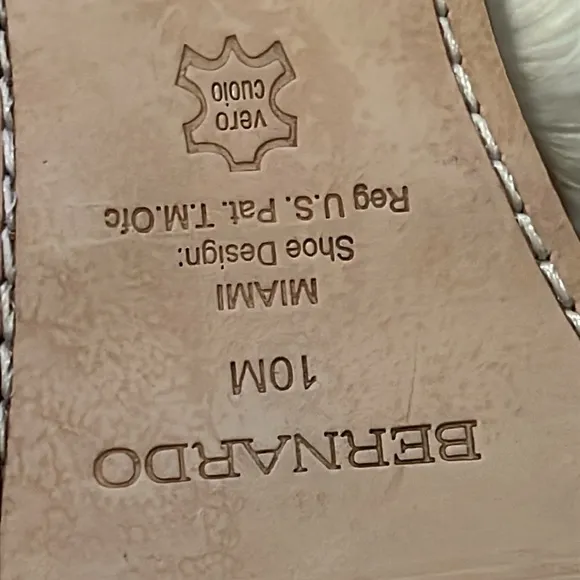 BERNARDO
10M
MIAMI
Shoe Design:
Reg U.S. Pat. T.M.Ofc
vero
cuoio